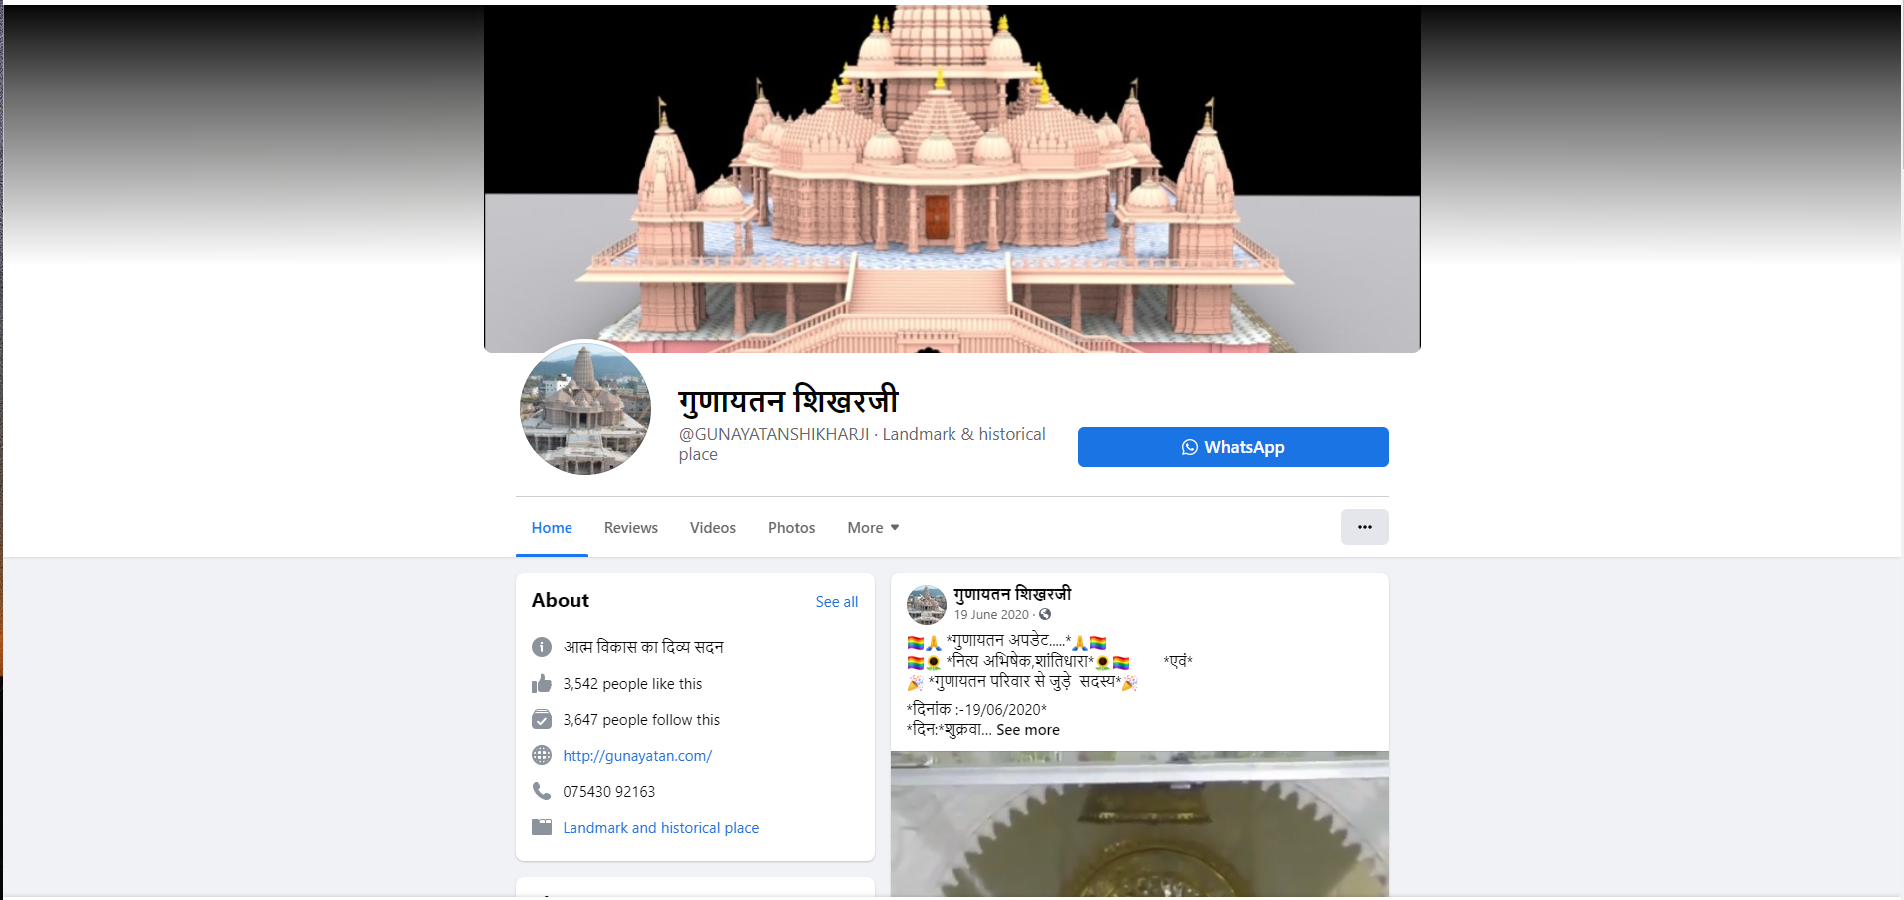 गुणायतन शिखरजी
@GUNAYATANSHIKHARJI · Landmark & historical
place
WhatsApp
Home
Reviews
Videos
Photos
More
About
See all
आत्म विकास का दिव्य सदन
3,542 people like this
3,647 people follow this
http://gunayatan.com/
075430 92163
Landmark and historical place
गुणायतन शिखरजी
19 June 2020 ·
🏳️‍🌈🙏 *गुणायतन अपडेट.....*🙏🏳️‍🌈
🏳️‍🌈🌻 *नित्य अभिषेक,शांतिधारा*🌻🏳️‍🌈 *एवं*
🎉 *गुणायतन परिवार से जुड़े सदस्य*🎉
*दिनांक :-19/06/2020*
*दिन:*शुक्रवा... See more